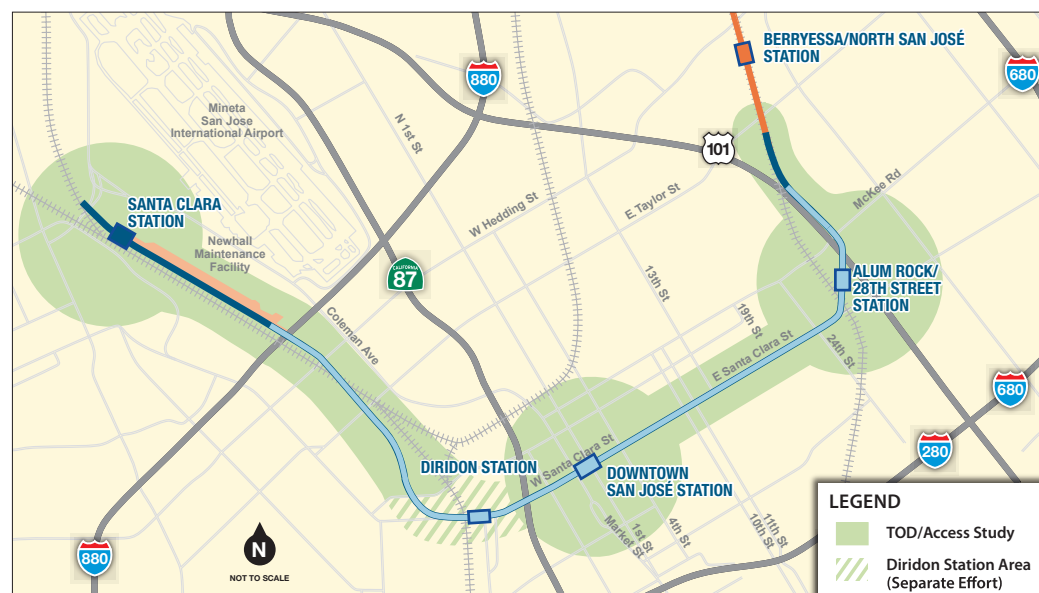 BERRYESSA/NORTH SAN JOSÉ
STATION
680
880
Mineta
San Jose
International Airport
N 1st St
101
McKee Rd
E Taylor St
W Hedding St
SANTA CLARA
STATION
Newhall
Maintenance
Facility
CALIFORNIA
87
13th St
ALUM ROCK/
28TH STREET
STATION
19th St
Coleman Ave
24th St
E Santa Clara St
680
280
W Santa Clara St
DIRIDON STATION
DOWNTOWN
SAN JOSÉ STATION
Market St
1st St
4th St
10th St
11th St
880
N
NOT TO SCALE
LEGEND
TOD/Access Study
Diridon Station Area
(Separate Effort)